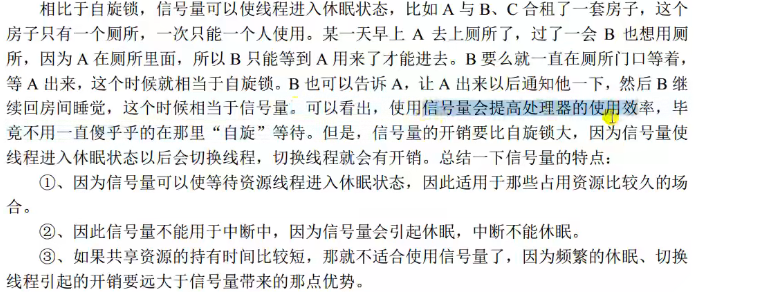 相比于自旋锁，信号量可以使线程进入休眠状态，比如 A 与 B、C 合租了一套房子，这个
房子只有一个厕所，一次只能一个人使用。某一天早上 A 去上厕所了，过了一会 B 也想用厕
所，因为 A 在厕所里面，所以 B 只能等到 A 用来了才能进去。B 要么就一直在厕所门口等着，
等 A 出来，这个时候就相当于自旋锁。B 也可以告诉 A，让 A 出来以后通知他一下，然后 B 继
续回房间睡觉，这个时候相当于信号量。可以看出，使用信号量会提高处理器的使用效率，毕
竟不用一直傻乎乎的在那里“自旋”等待。但是，信号量的开销要比自旋锁大，因为信号量使
线程进入休眠状态以后会切换线程，切换线程就会有开销。总结一下信号量的特点：
①、因为信号量可以使等待资源线程进入休眠状态，因此适用于那些占用资源比较久的场
合。
②、因此信号量不能用于中断中，因为信号量会引起休眠，中断不能休眠。
③、如果共享资源的持有时间比较短，那就不适合使用信号量了，因为频繁的休眠、切换
线程引起的开销要远大于信号量带来的那点优势。